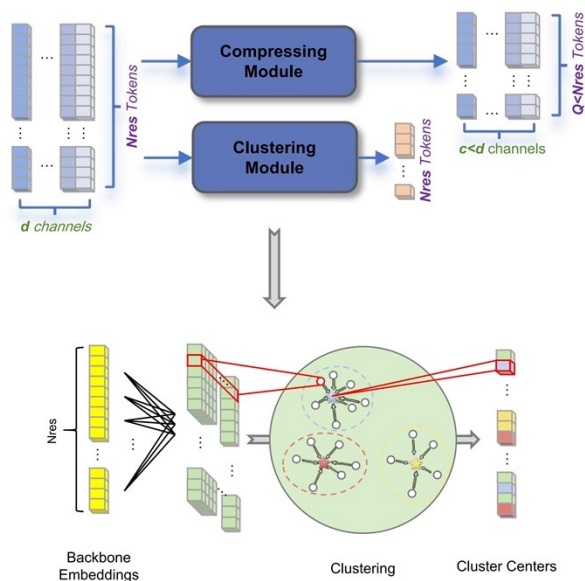 Compressing
Module
Nres Tokens
Q<Nres Tokens
c<d channels
Clustering
Module
Nres Tokens
d channels
Nres
Backbone
Embeddings
Clustering
Cluster Centers